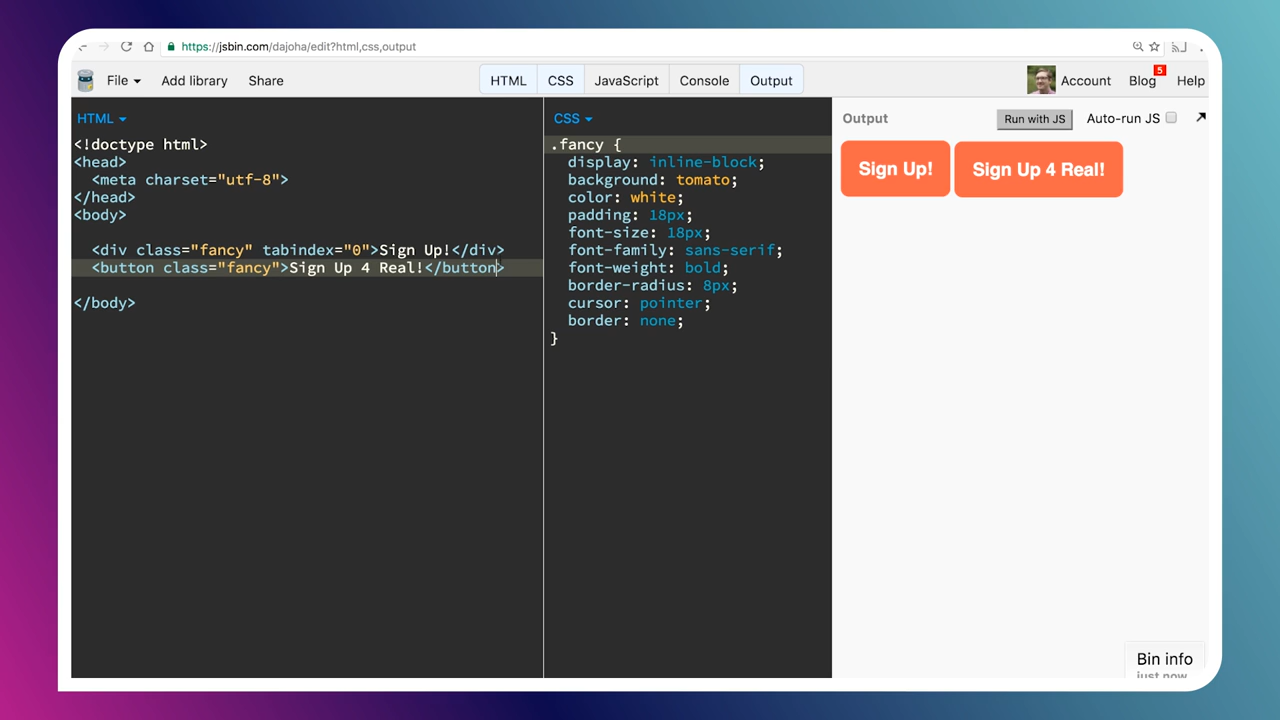 https://jsbin.com/dajoha/edit?html,css,output
File Add library Share HTML CSS JavaScript Console Output Account Blog 5 Help
HTML
<!doctype html>
<head>
<meta charset="utf-8">
</head>
<body>
<div class="fancy" tabindex="0">Sign Up!</div>
<button class="fancy">Sign Up 4 Real!</button>
</body>
CSS
.fancy {
display: inline-block;
background: tomato;
color: white;
padding: 18px;
font-size: 18px;
font-family: sans-serif;
font-weight: bold;
border-radius: 8px;
cursor: pointer;
border: none;
}
Output Run with JS Auto-run JS
Sign Up! Sign Up 4 Real!
Bin info
just now